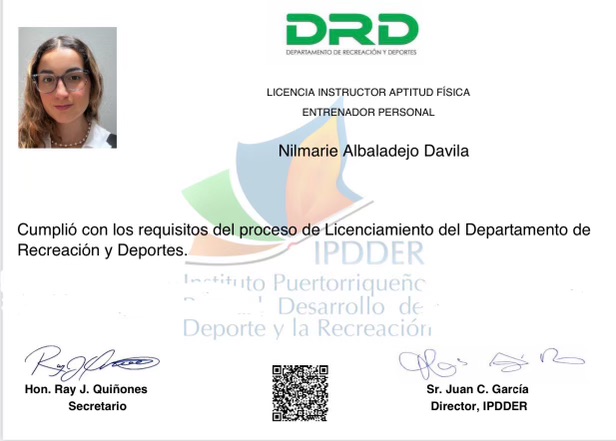 DRD
DEPARTAMENTO DE RECREACIÓN Y DEPORTES
LICENCIA INSTRUCTOR APTITUD FÍSICA
ENTRENADOR PERSONAL
Nilmarie Albaladejo Davila
Cumplió con los requisitos del proceso de Licenciamiento del Departamento de
Recreación y Deportes.
IPDDER
Instituto Puertorriqueño
Desarrollo de
Deporte y la Recreación
Hon. Ray J. Quiñones
Secretario
Sr. Juan C. García
Director, IPDDER